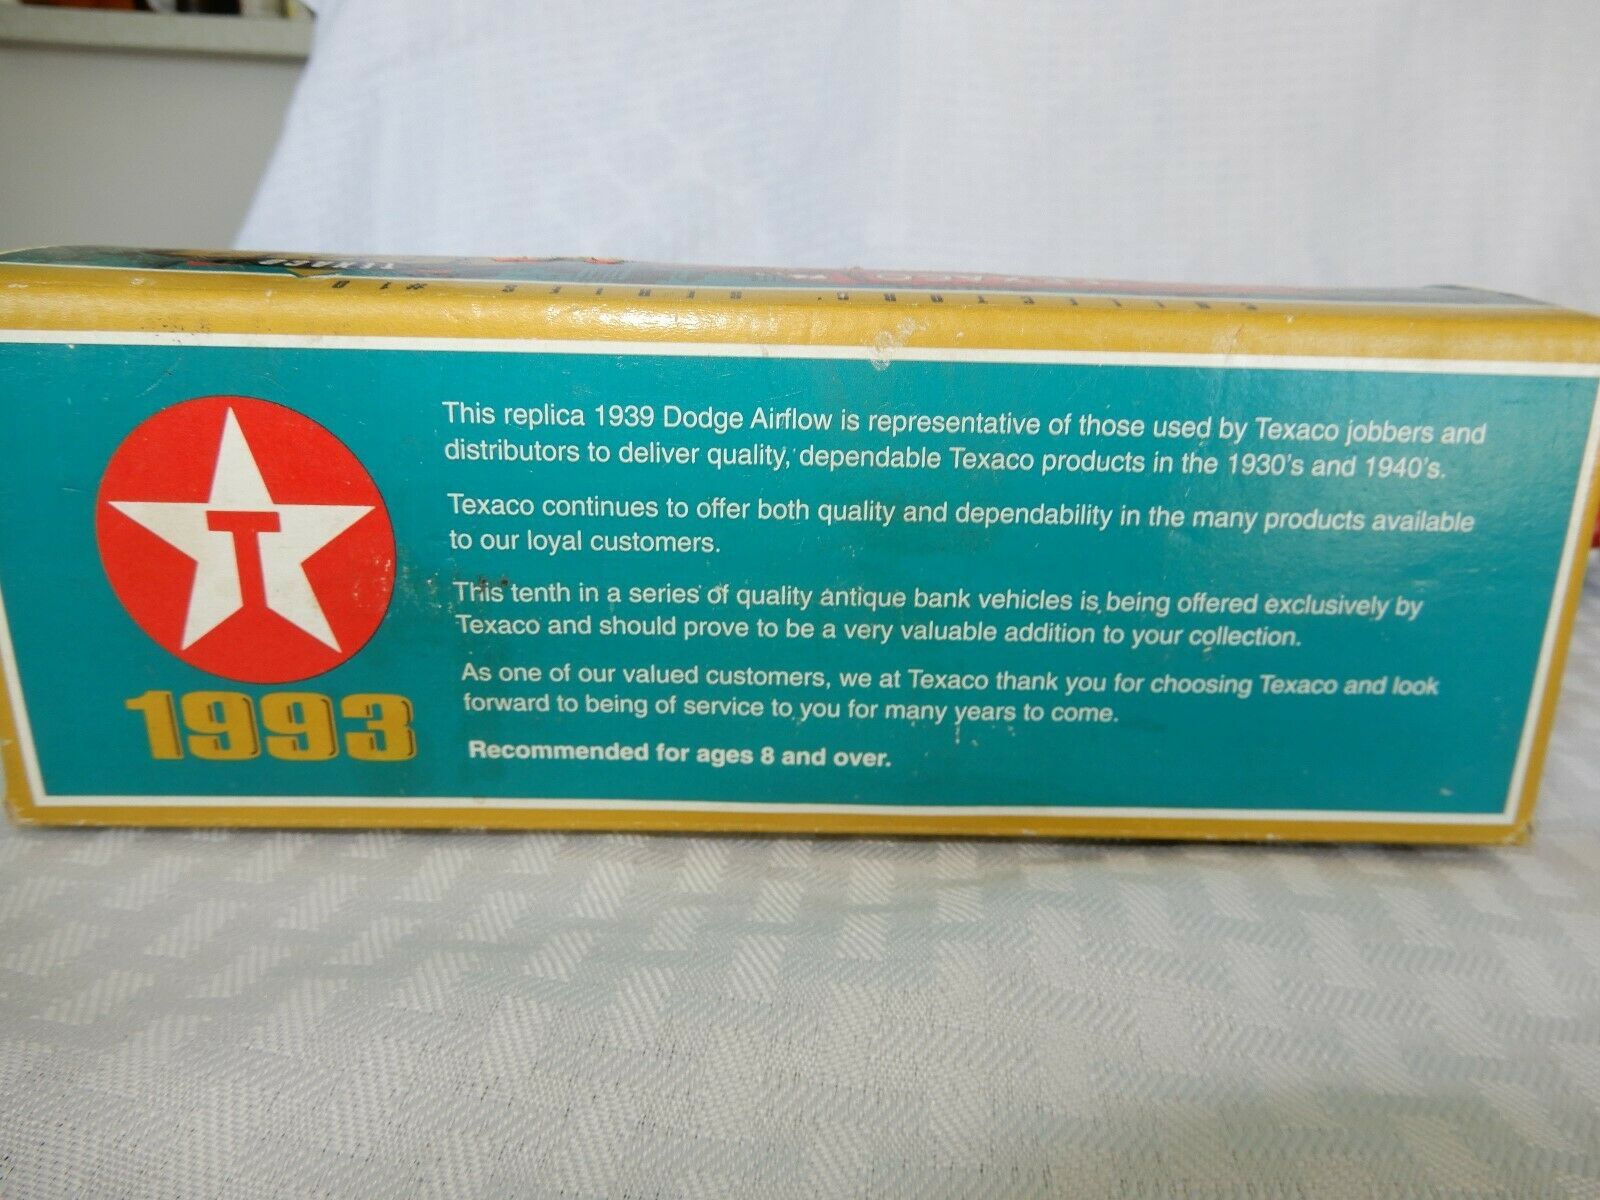 TEXACO
COLLECTOR'S SERIES #10
T
1993
This replica 1939 Dodge Airflow is representative of those used by Texaco jobbers and
distributors to deliver quality, dependable Texaco products in the 1930's and 1940's.
Texaco continues to offer both quality and dependability in the many products available
to our loyal customers.
This tenth in a series of quality antique bank vehicles is being offered exclusively by
Texaco and should prove to be a very valuable addition to your collection.
As one of our valued customers, we at Texaco thank you for choosing Texaco and look
forward to being of service to you for many years to come.
Recommended for ages 8 and over.